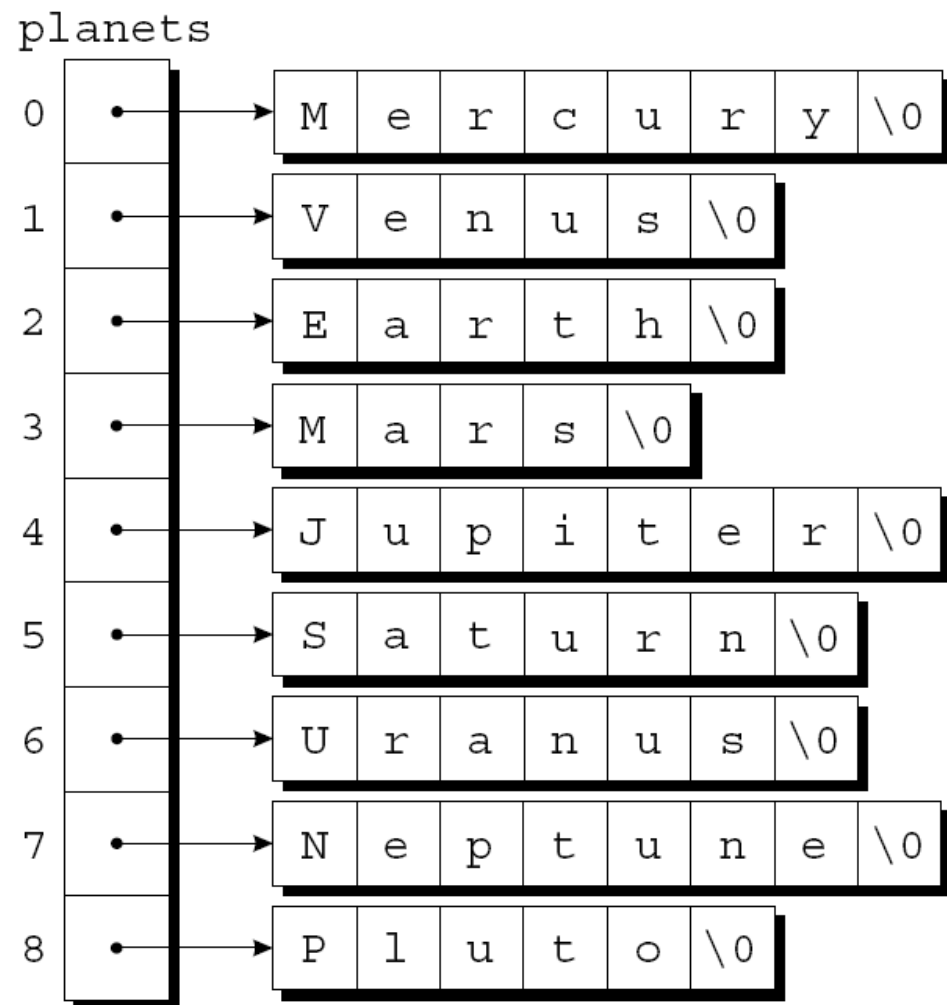 planets
0 M e r c u r y \0
1 V e n u s \0
2 E a r t h \0
3 M a r s \0
4 J u p i t e r \0
5 S a t u r n \0
6 U r a n u s \0
7 N e p t u n e \0
8 P l u t o \0